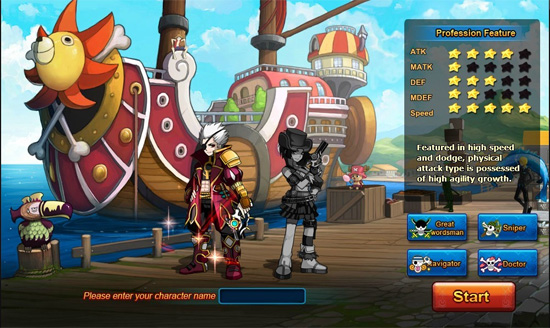 Profession Feature
ATK
MATK
DEF
MDEF
Speed
Featured in high speed
and dodge, physical
attack type is possessed
of high agility growth.
Great
wordsman
Sniper
avigator
Doctor
Please enter your character name
Start